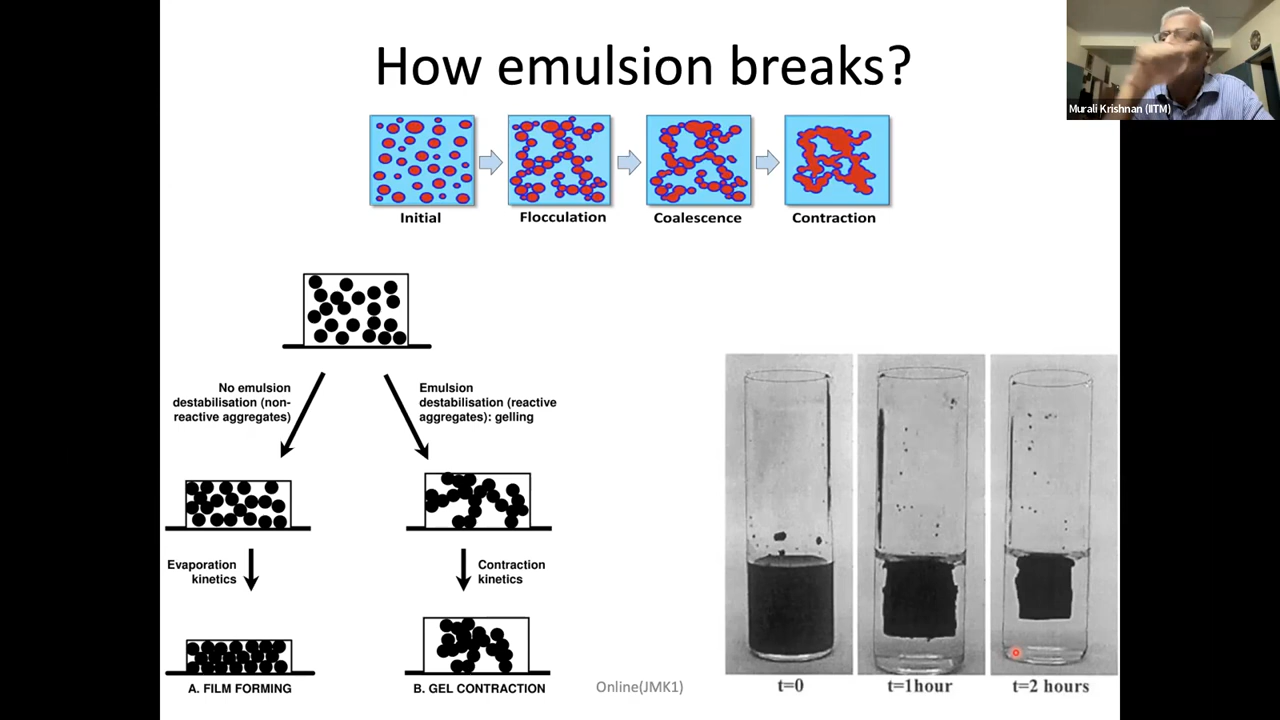 How emulsion breaks?
Murali Krishnan (IITM)
Initial
Flocculation
Coalescence
Contraction
No emulsion
destabilisation (non-
reactive aggregates)
Emulsion
destabilisation (reactive
aggregates): gelling
Evaporation
kinetics
Contraction
kinetics
A. FILM FORMING
B. GEL CONTRACTION
Online(JMK1)
t=0
t=1hour
t=2 hours